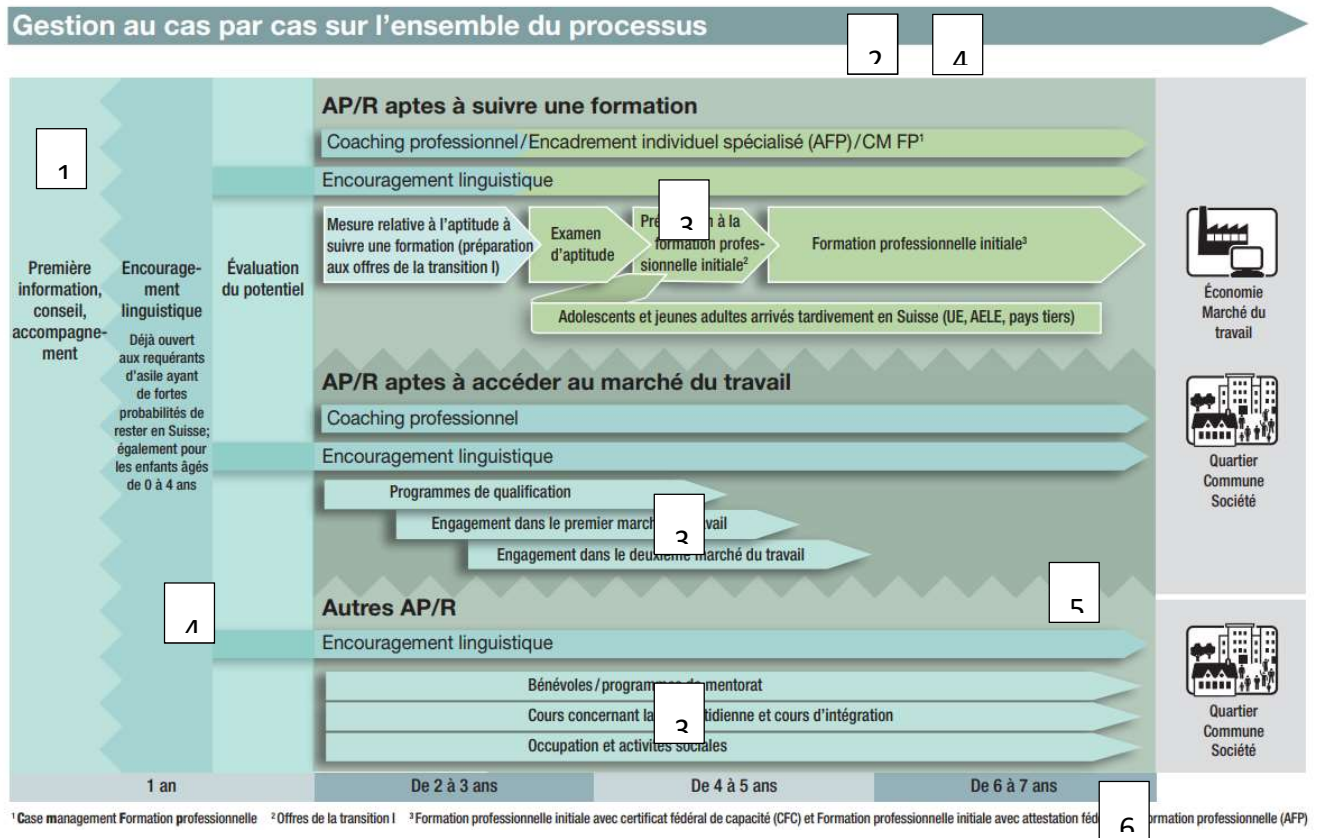 Gestion au cas par cas sur l'ensemble du processus
2
4
1
AP/R aptes à suivre une formation
Coaching professionnel/Encadrement individuel spécialisé (AFP)/CM FP¹
Encouragement linguistique
3
Mesure relative à l'aptitude à
suivre une formation (préparation
aux offres de la transition I)
Examen
d'aptitude
à la
formation profes-
sionnelle initiale²
Formation professionnelle initiale³
Adolescents et jeunes adultes arrivés tardivement en Suisse (UE, AELE, pays tiers)
Première
information,
conseil,
accompagne-
ment
Encourage-
ment
linguistique
Déjà ouvert
aux requérants
d'asile ayant
de fortes
probabilités de
rester en Suisse;
également pour
les enfants âgés
de 0 à 4 ans
Évaluation
du potentiel
AP/R aptes à accéder au marché du travail
Coaching professionnel
Encouragement linguistique
Programmes de qualification
Engagement dans le premier
3
Engagement dans le deuxième marché du travail
4
5
Autres AP/R
Encouragement linguistique
Bénévoles/programmes de mentorat
Cours concernant la
3
et cours d'intégration
Occupation et activités sociales
Économie
Marché du
travail
Quartier
Commune
Société
Quartier
Commune
Société
1 an
De 2 à 3 ans
De 4 à 5 ans
De 6 à 7 ans
¹Case management Formation professionnelle ²Offres de la transition I ³Formation professionnelle initiale avec certificat fédéral de capacité (CFC) et Formation professionnelle initiale avec attestation professionnelle (AFP)
6